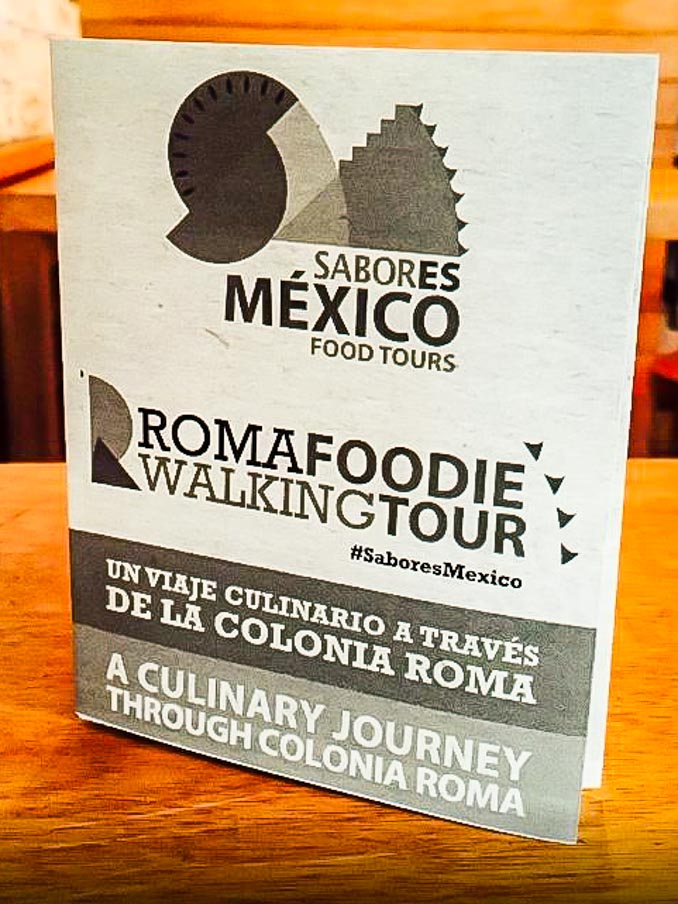 SABORES
MÉXICO
FOOD TOURS
ROMAFOODIE
WALKINGTOUR
#SaboresMexico
UN VIAJE CULINARIO A TRAVÉS
DE LA COLONIA ROMA
A CULINARY JOURNEY
THROUGH COLONIA ROMA